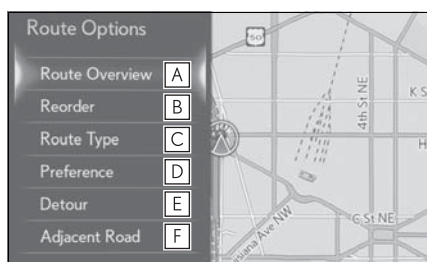 Route Options
Route Overview A
Reorder B
Route Type C
Preference D
Detour E
Adjacent Road F
50
4th St NE
K S
H
C St NE
isiana Ave NW